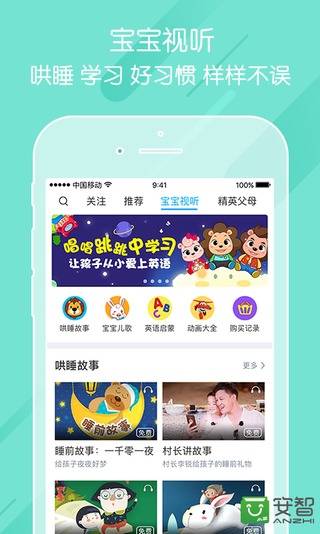 宝宝视听
哄睡 学习 好习惯 样样不误
中国移动 9:41 100%
关注 推荐 宝宝视听 精英父母
唱唱跳跳中学习
让孩子从小爱上英语
ABC
哄睡故事 宝宝儿歌 英语启蒙 动画大全 购买记录
哄睡故事 更多
睡前故事
免费 免费
睡前故事：一千零一夜 村长讲故事
给孩子夜夜好梦 村长李锐给孩子的睡前礼物
免费
安智
ANZHI